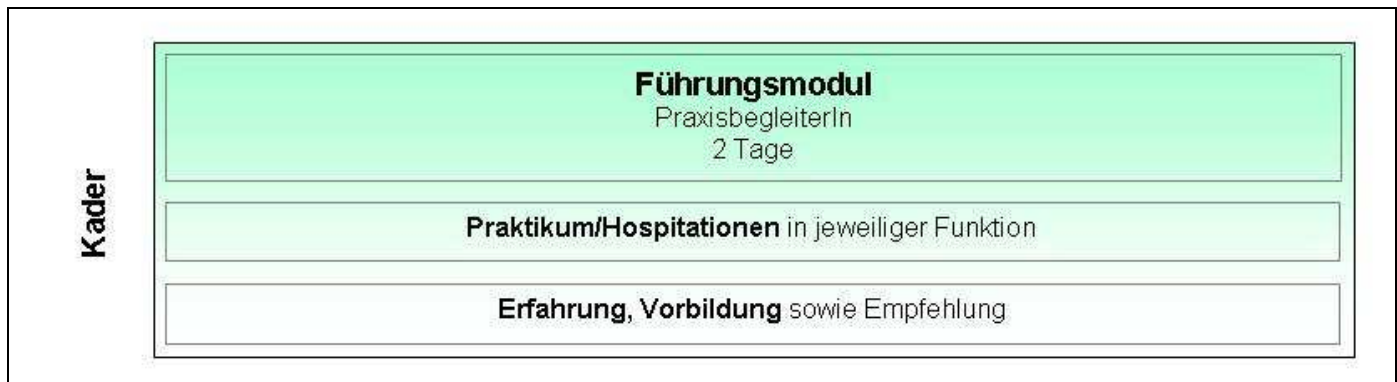 Kader
Führungsmodul
PraxisbegleiterIn
2 Tage
Praktikum/Hospitationen in jeweiliger Funktion
Erfahrung, Vorbildung sowie Empfehlung